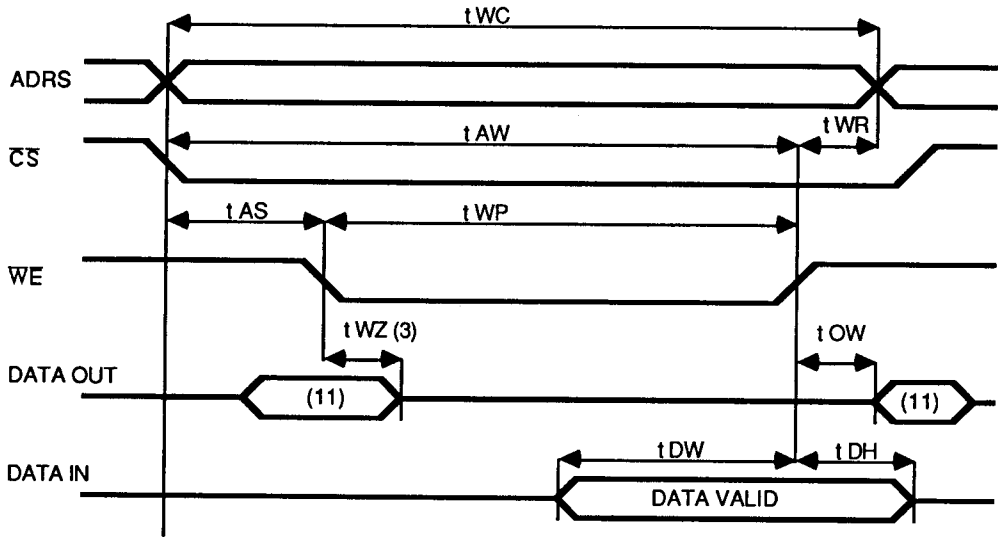 t WC
ADRS
t AW
t WR
CS
t AS
t WP
WE
t WZ (3)
t OW
DATA OUT
(11)
(11)
t DW
t DH
DATA IN
DATA VALID